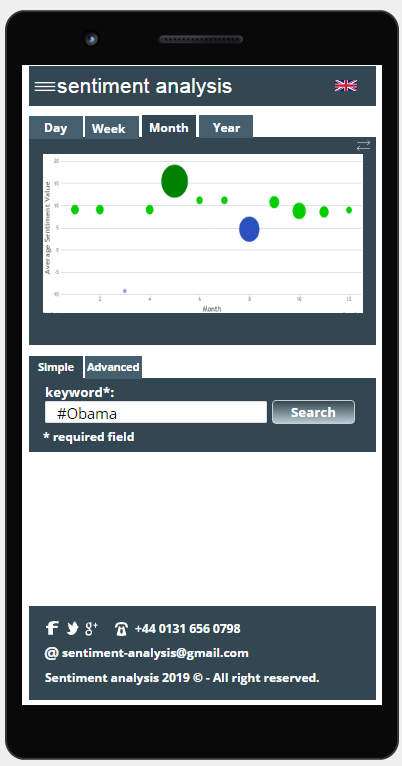 sentiment analysis
Day Week Month Year
20
15
10
5
0
-5
-10
Average Sentiment Value
2 4 6 8 10 12
Month
Simple Advanced
keyword*:
#Obama Search
* required field
+44 0131 656 0798
@ sentiment-analysis@gmail.com
Sentiment analysis 2019 © - All right reserved.